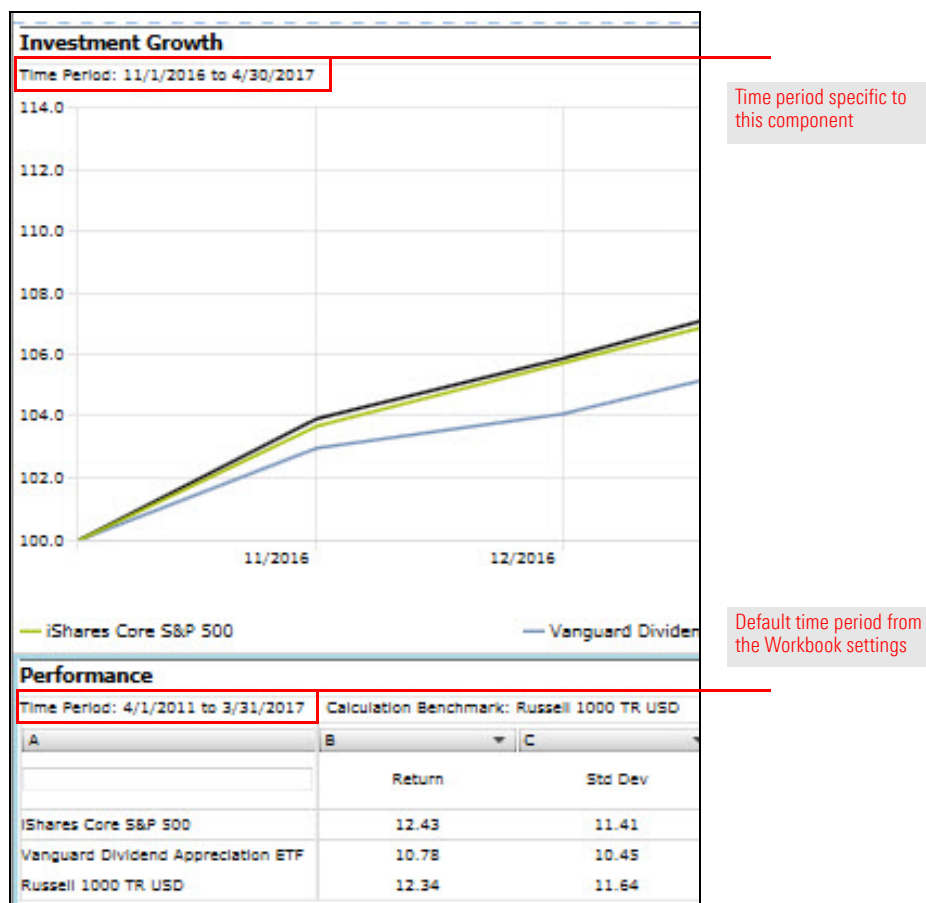 Investment Growth
Time Period: 11/1/2016 to 4/30/2017
Time period specific to
this component
114.0
112.0
110.0
108.0
106.0
104.0
102.0
100.0
11/2016 12/2016
iShares Core S&P 500 Vanguard Dividen
Default time period from
the Workbook settings
Performance
Time Period: 4/1/2011 to 3/31/2017 Calculation Benchmark: Russell 1000 TR USD
A B C
Return Std Dev
iShares Core S&P 500 12.43 11.41
Vanguard Dividend Appreciation ETF 10.78 10.45
Russell 1000 TR USD 12.34 11.64